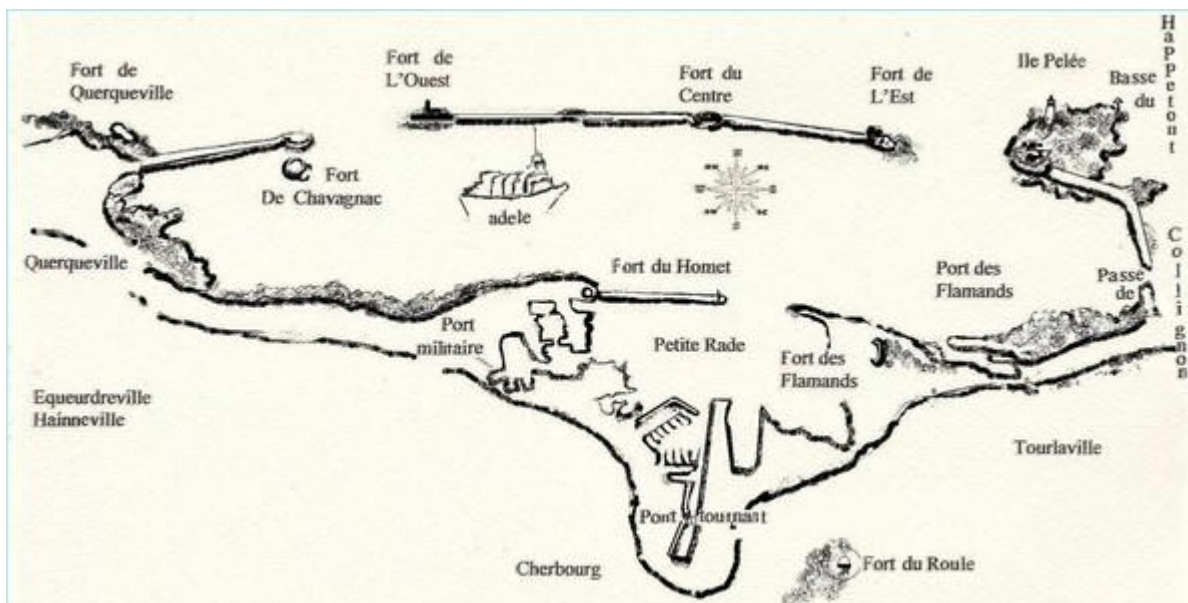 Fort de
Querqueville
Fort de
L'Ouest
Fort du
Centre
Fort de
L'Est
Ile Pelée
Basse
du
Happetout
Fort
De Chavagnac
adele
Querqueville
Fort du Homet
Port des
Flamands
Passe
de
Collignon
Port
militaire
Petite Rade
Fort des
Flamands
Equeurdreville
Hainneville
Tourlaville
Pont tournant
Cherbourg
Fort du Roule